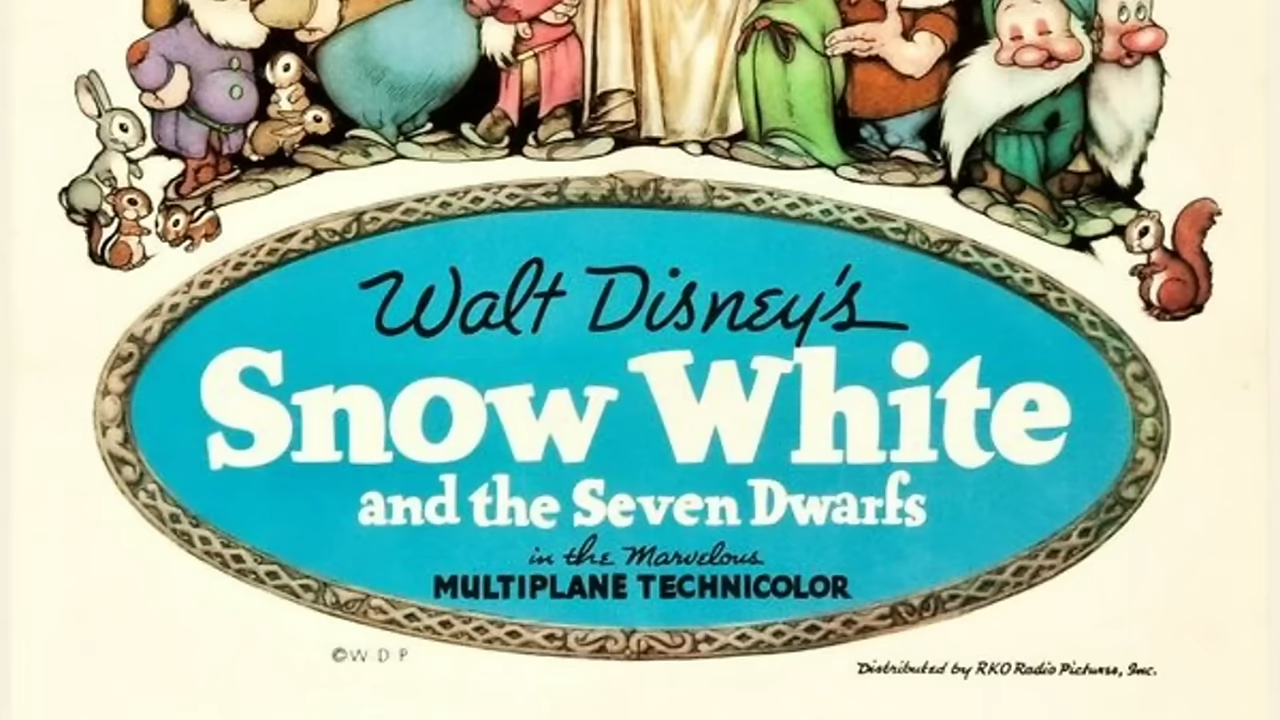 Walt Disney's
Snow White
and the Seven Dwarfs
in the Marvelous
MULTIPLANE TECHNICOLOR
©W D P
Distributed by RKO Radio Pictures, Inc.